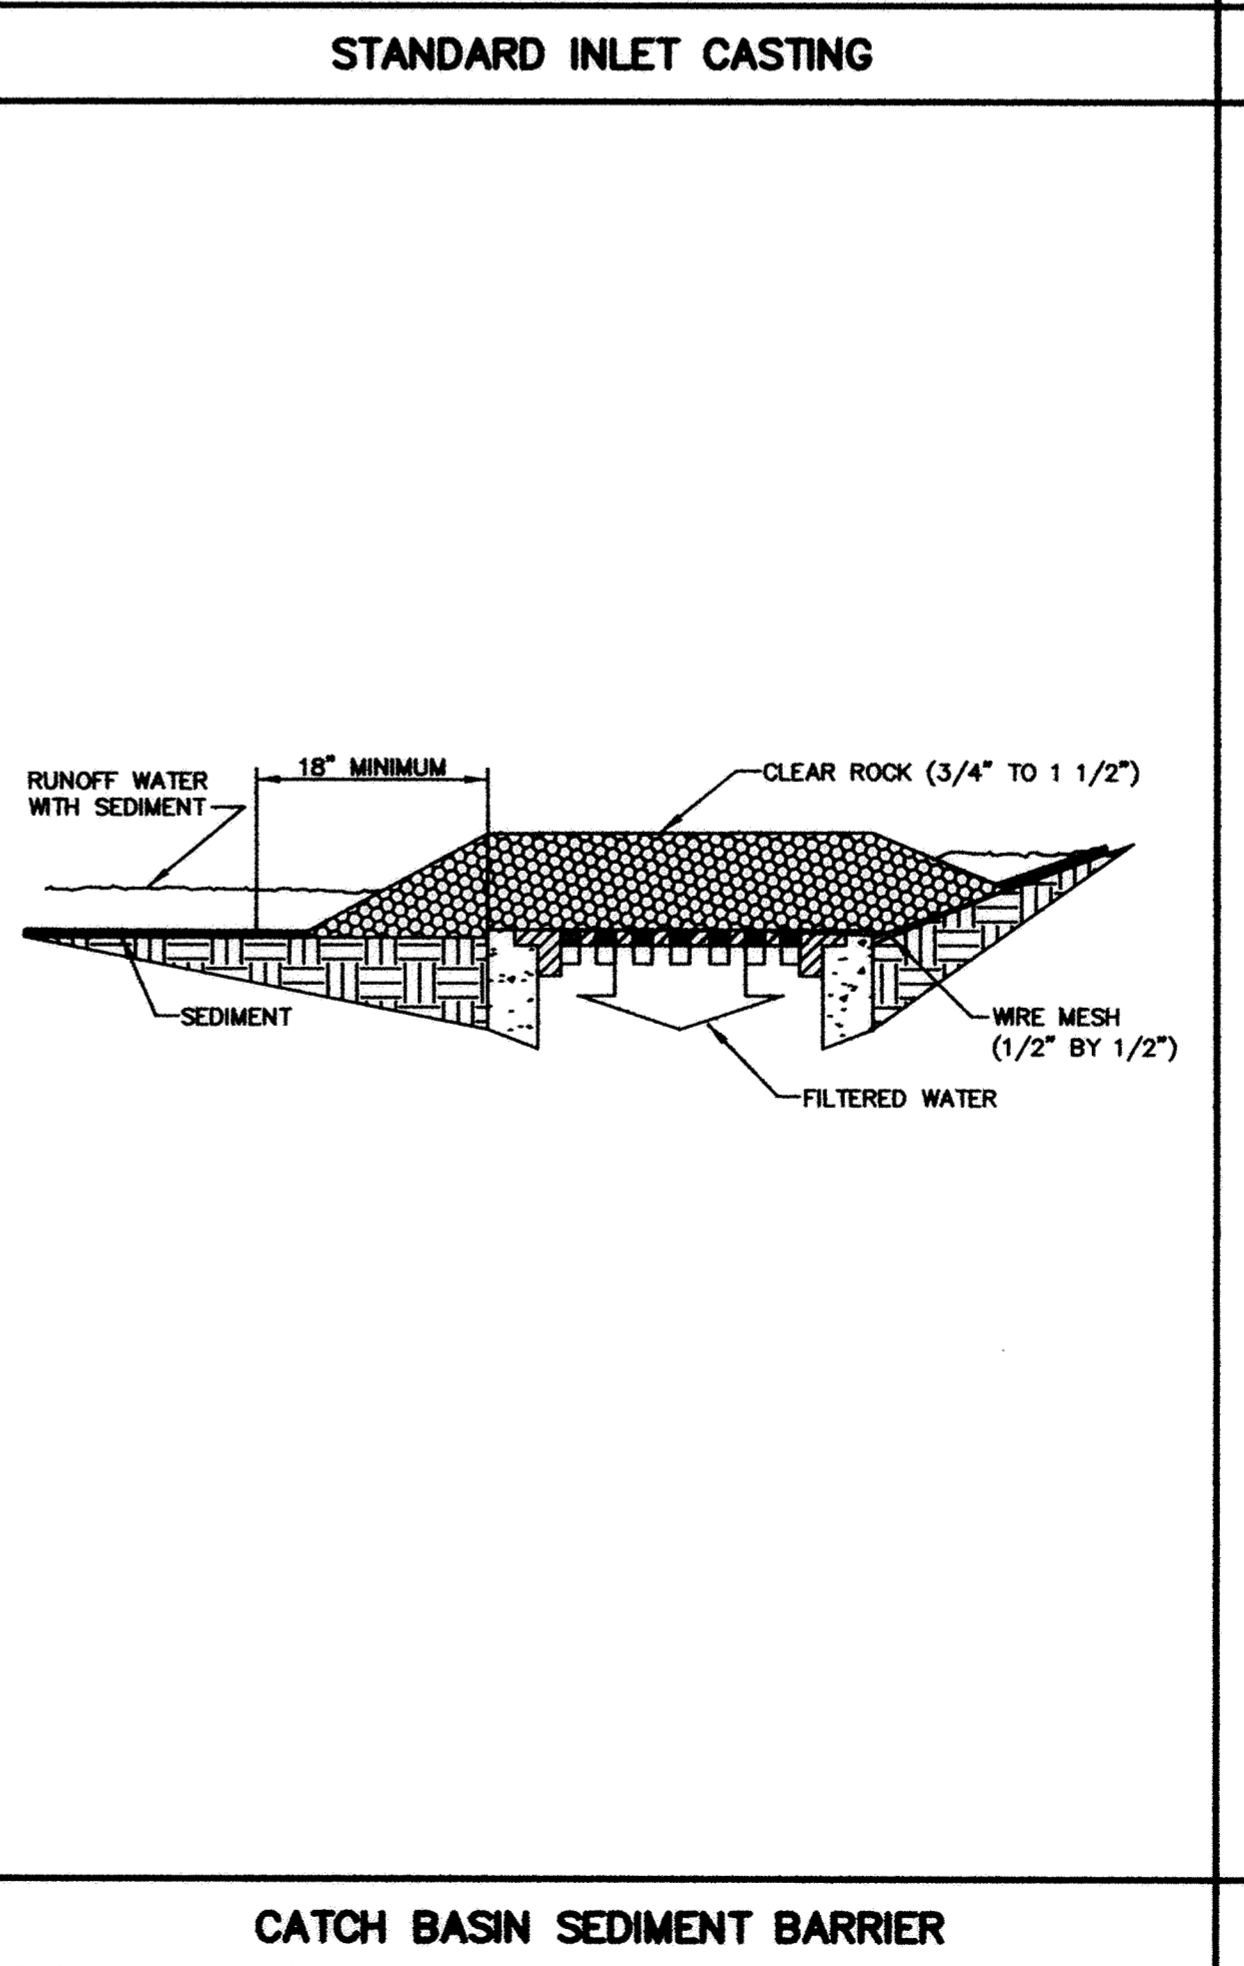 STANDARD INLET CASTING
18" MINIMUM
RUNOFF WATER
WITH SEDIMENT
CLEAR ROCK (3/4" TO 1 1/2")
SEDIMENT
WIRE MESH
(1/2" BY 1/2")
FILTERED WATER
CATCH BASIN SEDIMENT BARRIER